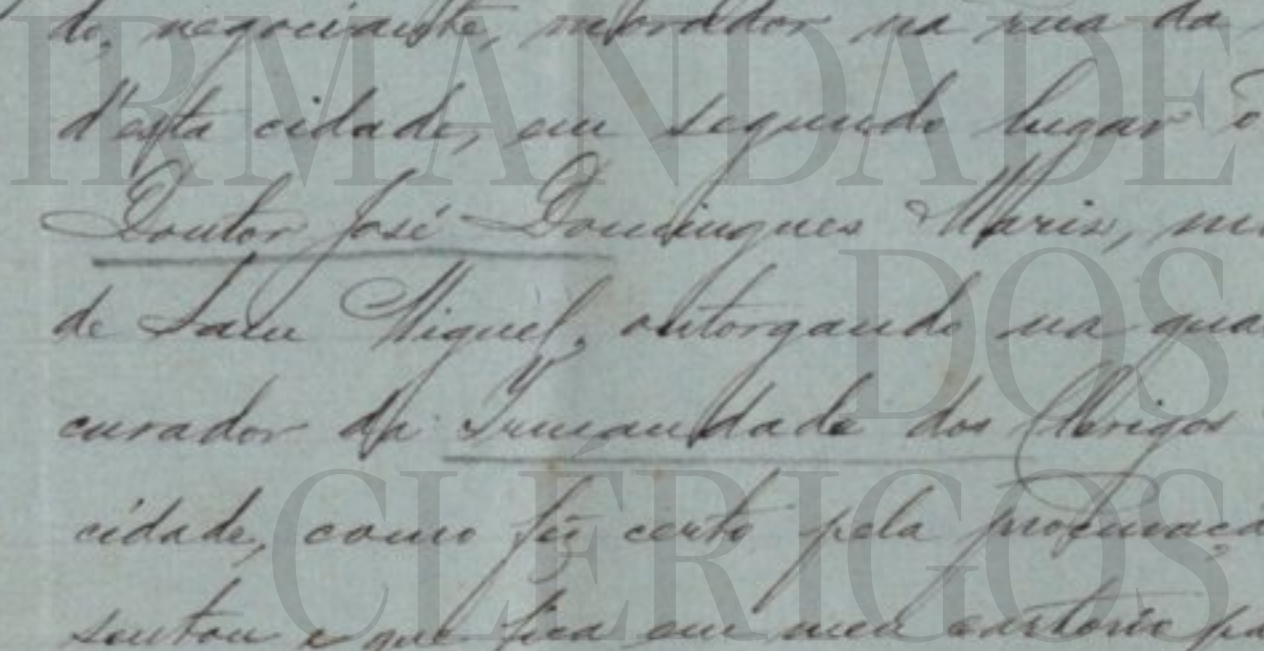 do, negociante, morador na rua da
d'esta cidade, em segundo lugar o
Doutor José Domingues Mariz, mo
de Sam Miguel, outorgando na qua
curador da Irmandade dos Clerigos
cidade, como fez certo pela procuraçã
sentou e que fica em meu cartorio pa
IRMANDADE
DOS
CLÉRIGOS